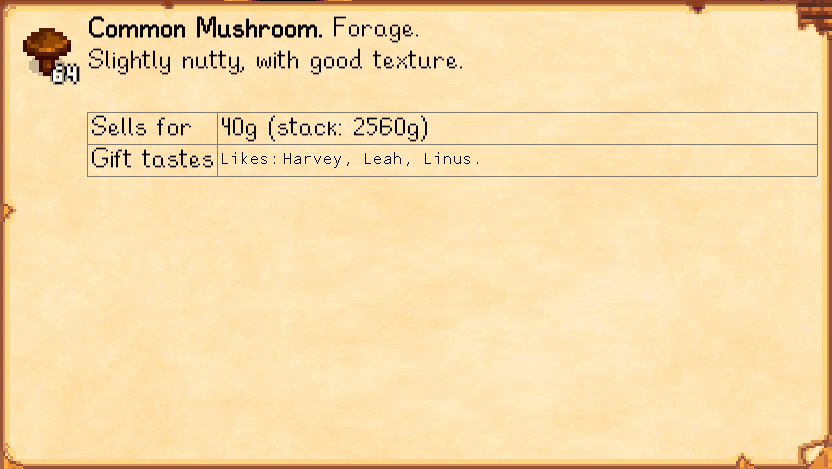 Common Mushroom. Forage.
Slightly nutty, with good texture.
64
Sells for 40g (stack: 2560g)
Gift tastes Likes: Harvey, Leah, Linus.